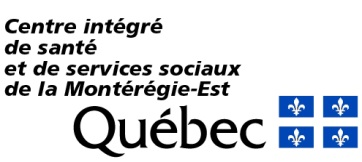 Centre intégré
de santé
et de services sociaux
de la Montérégie-Est
Québec